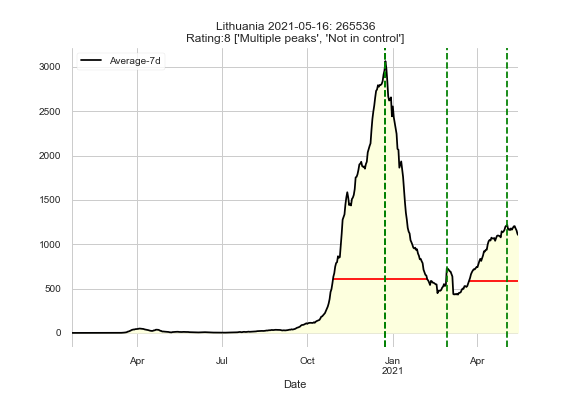 Lithuania 2021-05-16: 265536
Rating:8 ['Multiple peaks', 'Not in control']
Average-7d
3000
2500
2000
1500
1000
500
0
Apr Jul Oct Jan Apr
2021
Date